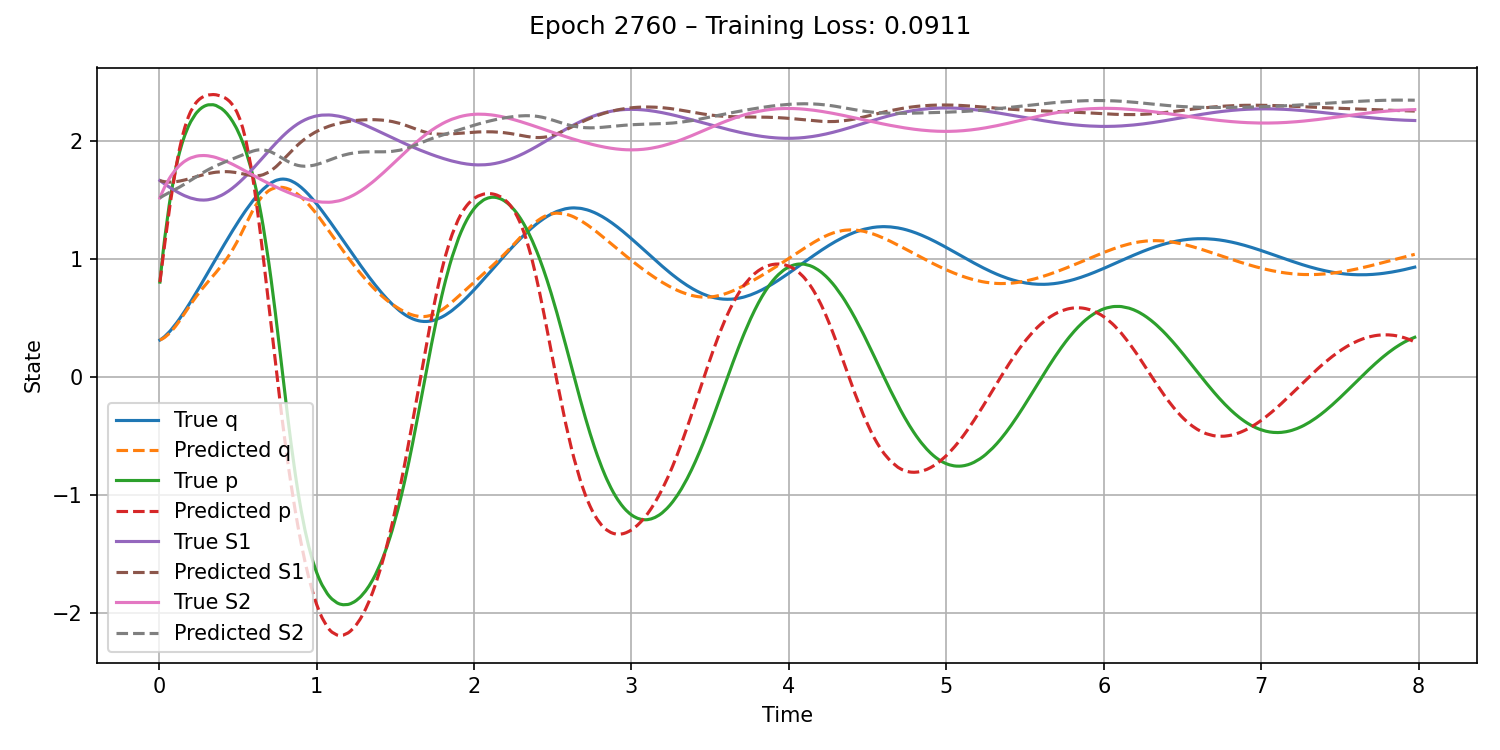 Epoch 2760 – Training Loss: 0.0911
State
2
1
0
−1
−2
True q
Predicted q
True p
Predicted p
True S1
Predicted S1
True S2
Predicted S2
0 1 2 3 4 5 6 7 8
Time